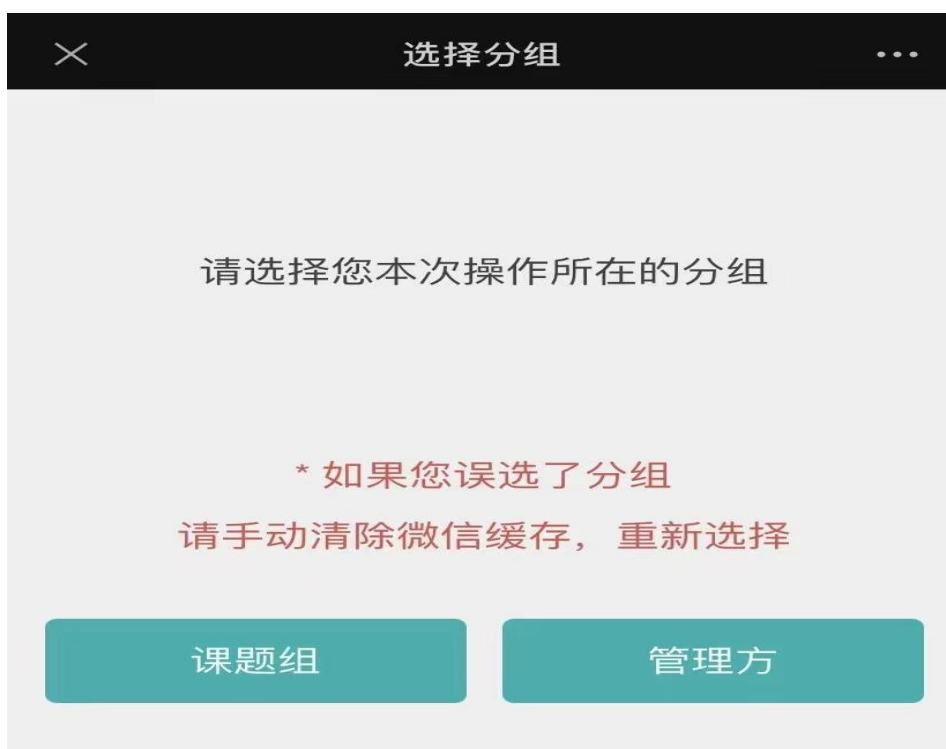 选择分组
请选择您本次操作所在的分组
* 如果您误选了分组
请手动清除微信缓存，重新选择
课题组
管理方